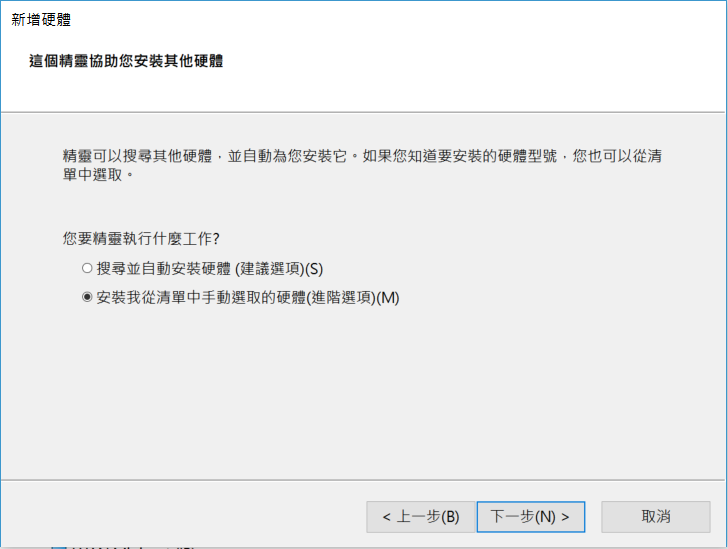 新增硬體
這個精靈協助您安裝其他硬體
精靈可以搜尋其他硬體，並自動為您安裝它。如果您知道要安裝的硬體型號，您也可以從清
單中選取。
您要精靈執行什麼工作?
搜尋並自動安裝硬體 (建議選項)(S)
安裝我從清單中手動選取的硬體(進階選項)(M)
< 上一步(B)
下一步(N) >
取消